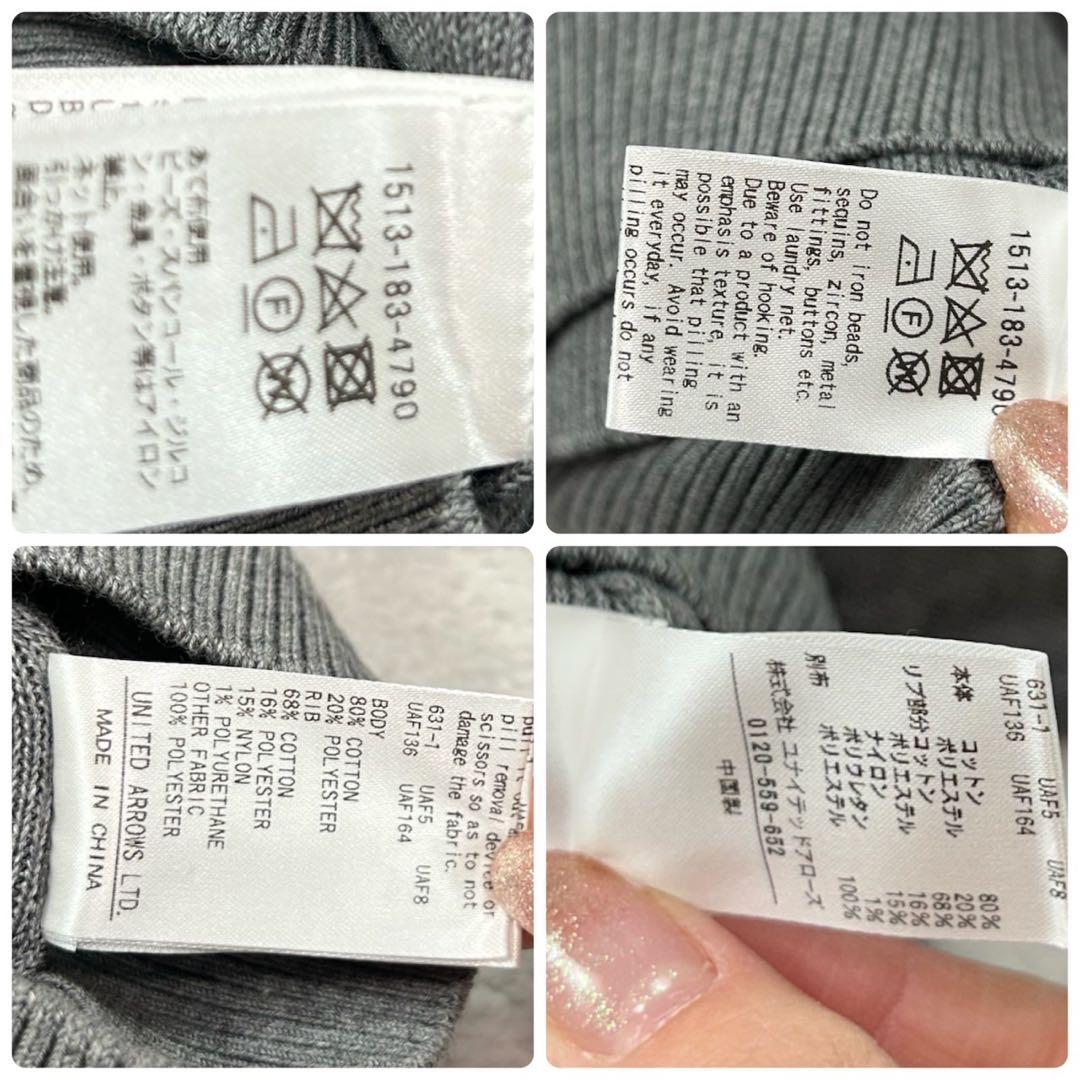 1513-183-4790
F
W
あて布使用
ビーズ・スパンコール・ジルコ
ン・金具・ボタン等はアイロン
禁止。
ネット使用。
引っかけ注意。
風合いを重視した商品のため、
1513-183-4790
F
W
Do not iron beads,
sequins, zircon, metal
fittings, buttons etc.
Use laundry net.
Beware of hooking.
Due to a product with an
emphasis texture, it is
possible that pilling
may occur. Avoid wearing
it everyday, if any
pilling occurs do not
pill removal device or
scissors so as to not
damage the fabric.
631-1 UAF5 UAF8
UAF136 UAF164
BODY
80% COTTON
20% POLYESTER
RIB
68% COTTON
16% POLYESTER
15% NYLON
1% POLYURETHANE
OTHER FABRIC
100% POLYESTER
UNITED ARROWS LTD.
MADE IN CHINA
631-1 UAF5 UAF8
UAF136 UAF164
本体 コットン 80%
ポリエステル 20%
リブ部分コットン 68%
ポリエステル 16%
ナイロン 15%
ポリウレタン 1%
別布 ポリエステル 100%
株式会社 ユナイテッドアローズ
0120-559-652
中国製